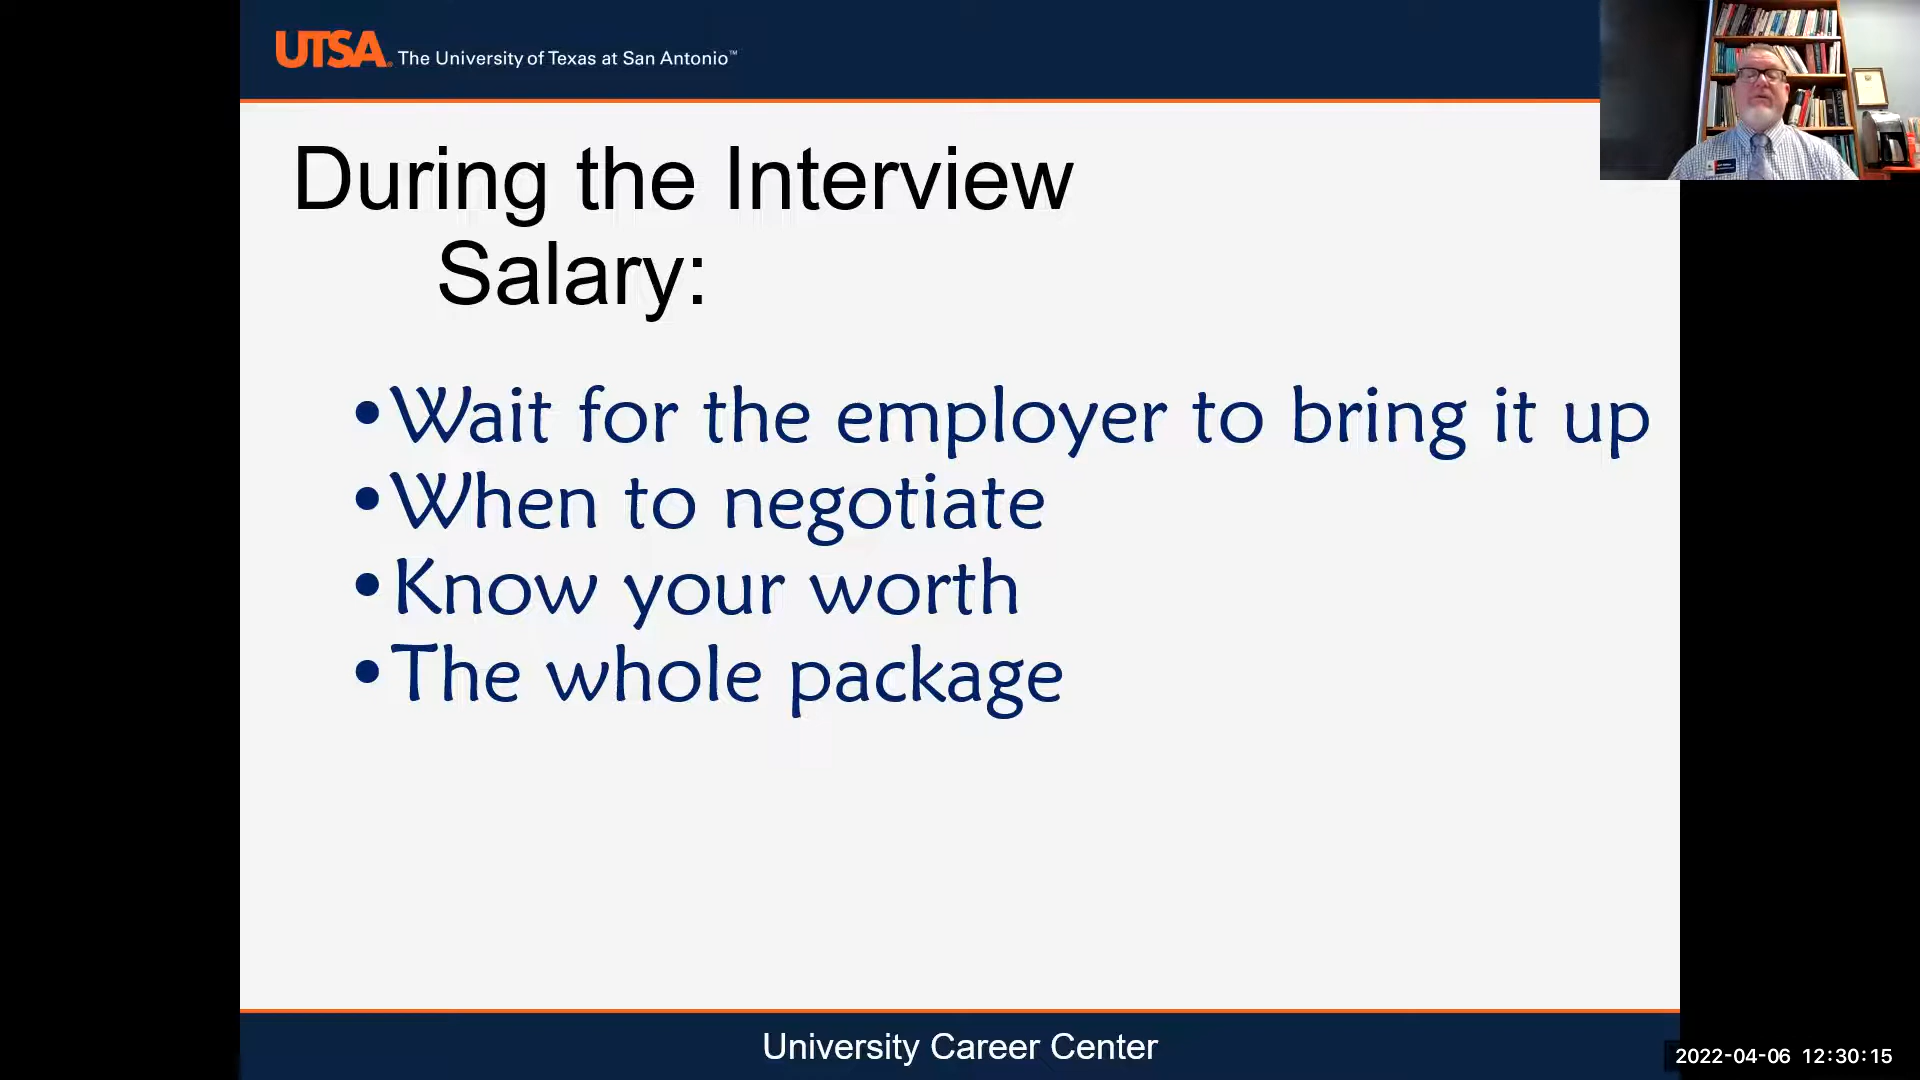 UTSA. The University of Texas at San Antonio™
During the Interview
Salary:
•Wait for the employer to bring it up
•When to negotiate
•Know your worth
•The whole package
University Career Center
2022-04-06 12:30:15